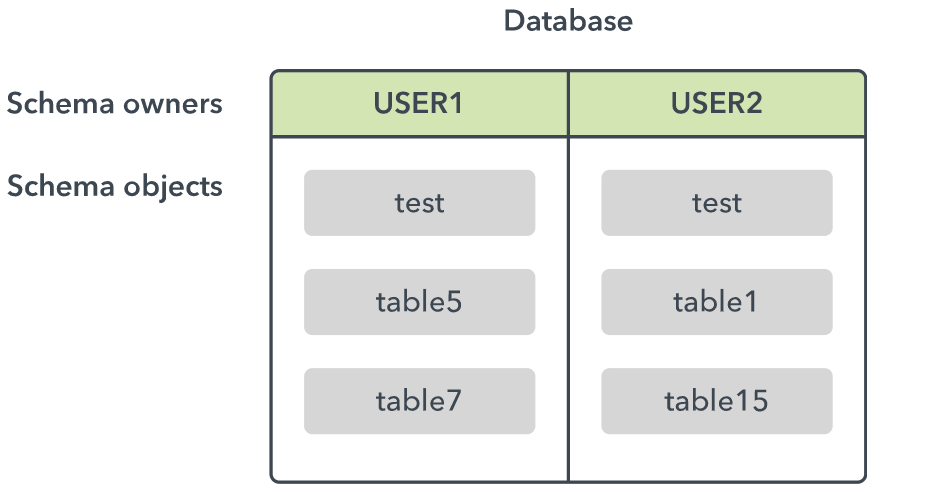 Database
Schema owners
USER1
USER2
Schema objects
test
test
table5
table1
table7
table15